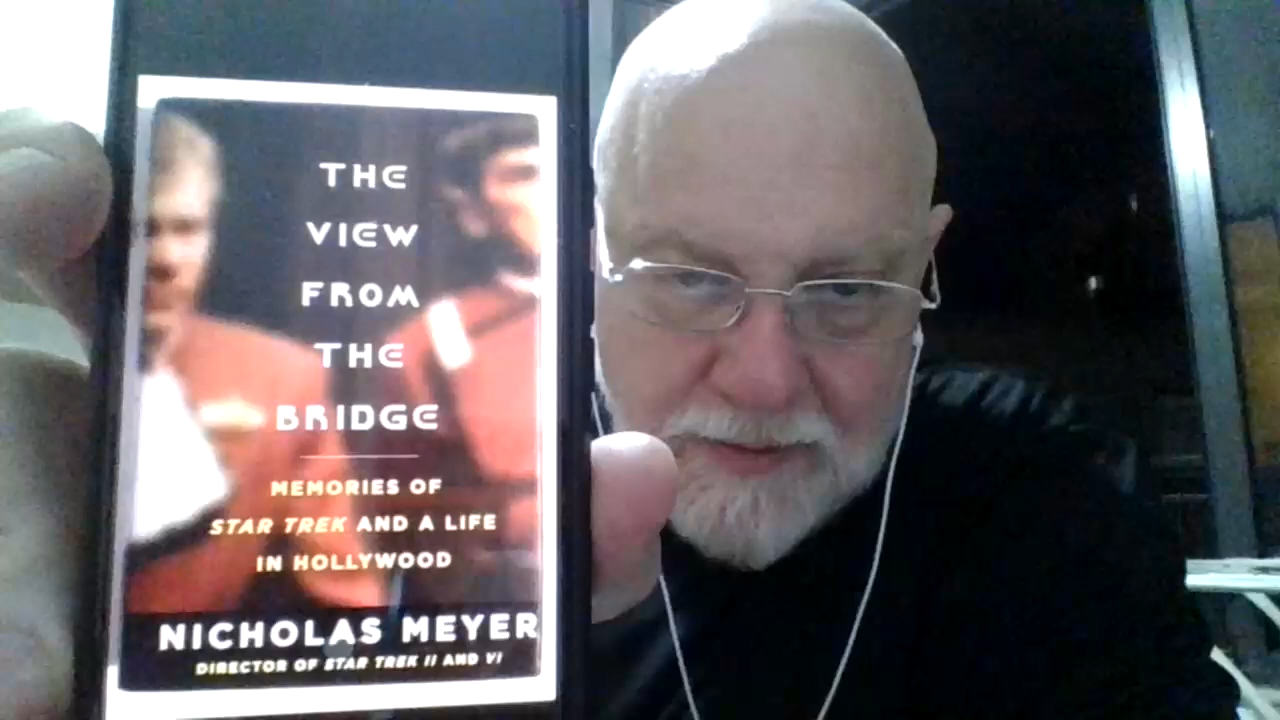 THE
VIEW
FROM
THE
BRIDGE
MEMORIES OF
STAR TREK AND A LIFE
IN HOLLYWOOD
NICHOLAS MEYER
DIRECTOR OF STAR TREK II AND VI